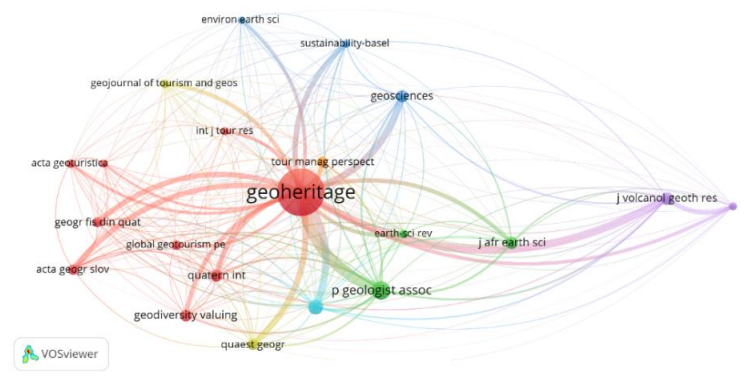 environ earth sci
sustainability-basel
geojournal of tourism and geos
geosciences
int j tour res
acta geoturistica
tour manag perspect
geoheritage
j volcanol geoth res
geogr fis din quat
earth-sci rev
global geotourism pe
j afr earth sci
acta geogr slov
quatern int
p geologist assoc
geodiversity valuing
quaest geogr
VOSviewer